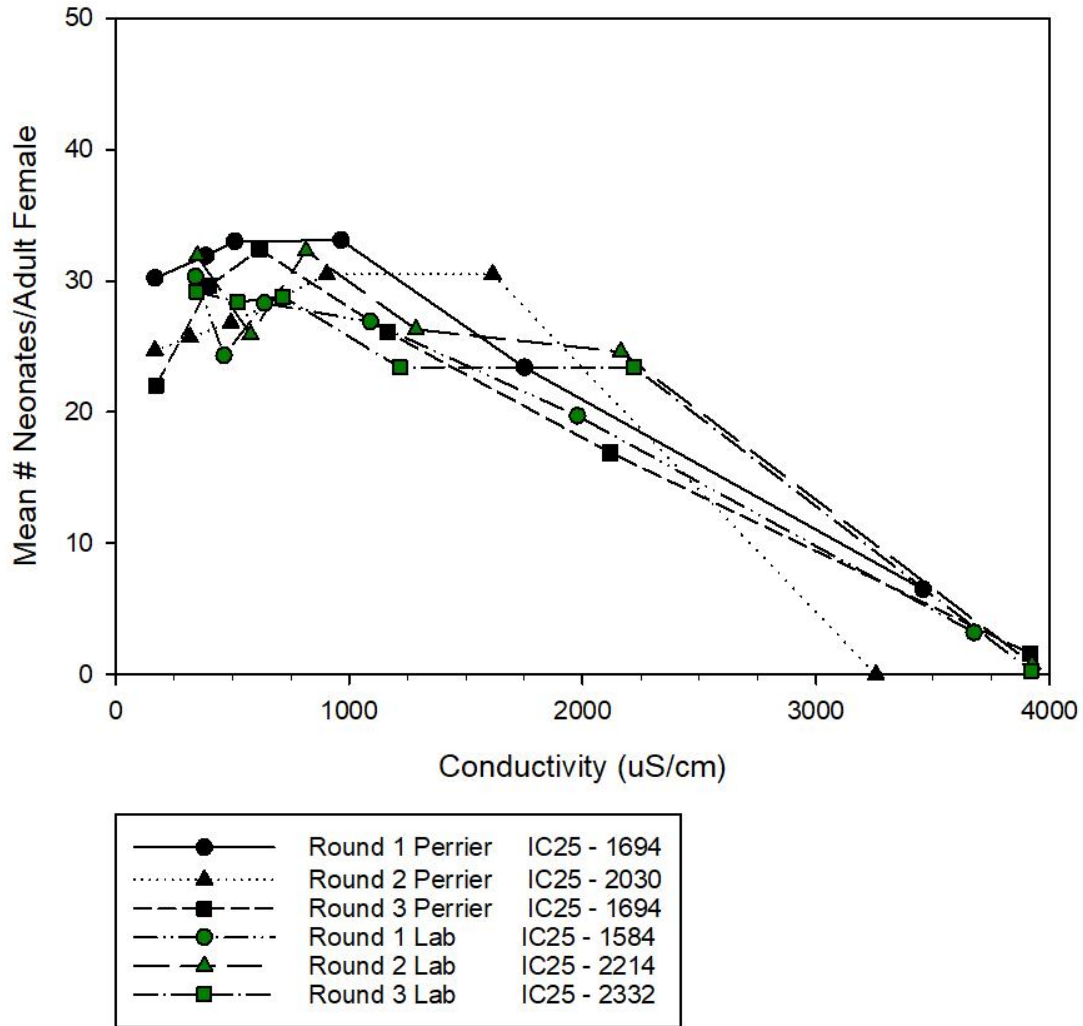 50
40
30
20
10
0
Mean # Neonates/Adult Female
0 1000 2000 3000 4000
Conductivity (uS/cm)
Round 1 Perrier IC25 - 1694
Round 2 Perrier IC25 - 2030
Round 3 Perrier IC25 - 1694
Round 1 Lab IC25 - 1584
Round 2 Lab IC25 - 2214
Round 3 Lab IC25 - 2332